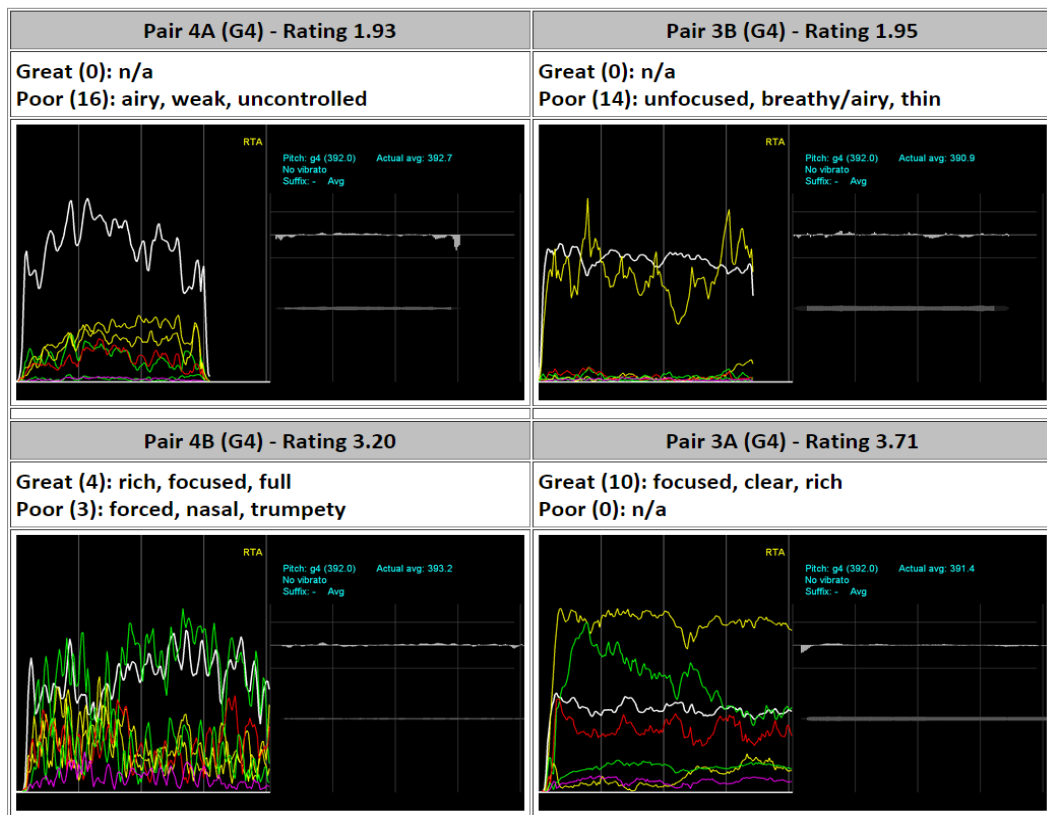 Pair 4A (G4) - Rating 1.93
Great (0): n/a
Poor (16): airy, weak, uncontrolled
RTA
Pitch: g4 (392.0) Actual avg: 392.7
No vibrato
Suffix: - Avg
Pair 3B (G4) - Rating 1.95
Great (0): n/a
Poor (14): unfocused, breathy/airy, thin
RTA
Pitch: g4 (392.0) Actual avg: 390.9
No vibrato
Suffix: - Avg
Pair 4B (G4) - Rating 3.20
Great (4): rich, focused, full
Poor (3): forced, nasal, trumpety
RTA
Pitch: g4 (392.0) Actual avg: 393.2
No vibrato
Suffix: - Avg
Pair 3A (G4) - Rating 3.71
Great (10): focused, clear, rich
Poor (0): n/a
RTA
Pitch: g4 (392.0) Actual avg: 391.4
No vibrato
Suffix: - Avg